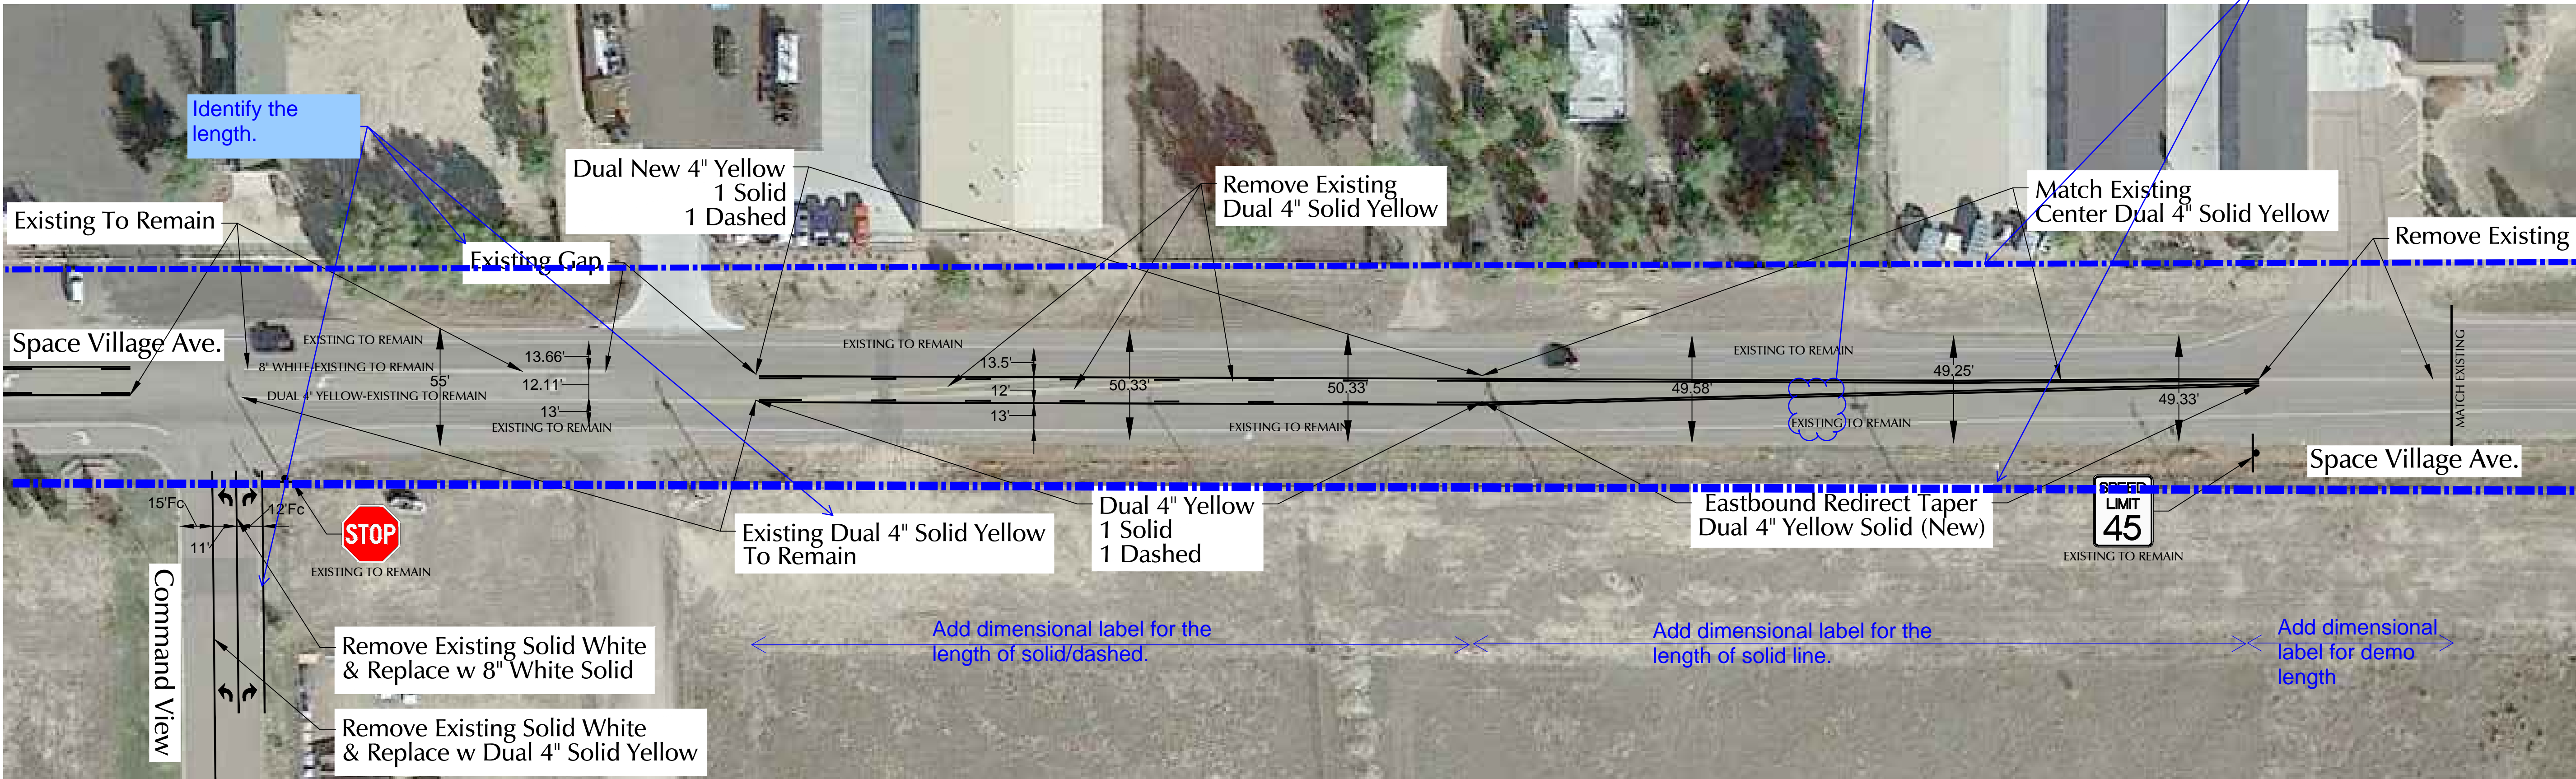 Identify the
length.
Dual New 4" Yellow
1 Solid
1 Dashed
Remove Existing
Dual 4" Solid Yellow
Match Existing
Center Dual 4" Solid Yellow
Remove Existing
Existing To Remain
Existing Gap
Space Village Ave.
EXISTING TO REMAIN
8" WHITE-EXISTING TO REMAIN
55'
DUAL 4" YELLOW-EXISTING TO REMAIN
13.66'
12.11'
13'
EXISTING TO REMAIN
EXISTING TO REMAIN
13.5'
12'
13'
50.33'
50.33'
EXISTING TO REMAIN
49.58'
EXISTING TO REMAIN
49.25'
EXISTING TO REMAIN
49.33'
MATCH EXISTING
Space Village Ave.
15'Fc
12'Fc
11'
STOP
EXISTING TO REMAIN
Existing Dual 4" Solid Yellow
To Remain
Dual 4" Yellow
1 Solid
1 Dashed
Eastbound Redirect Taper
Dual 4" Yellow Solid (New)
SPEED
LIMIT
45
EXISTING TO REMAIN
Command View
Remove Existing Solid White
& Replace w 8" White Solid
Remove Existing Solid White
& Replace w Dual 4" Solid Yellow
Add dimensional label for the
length of solid/dashed.
Add dimensional label for the
length of solid line.
Add dimensional
label for demo
length